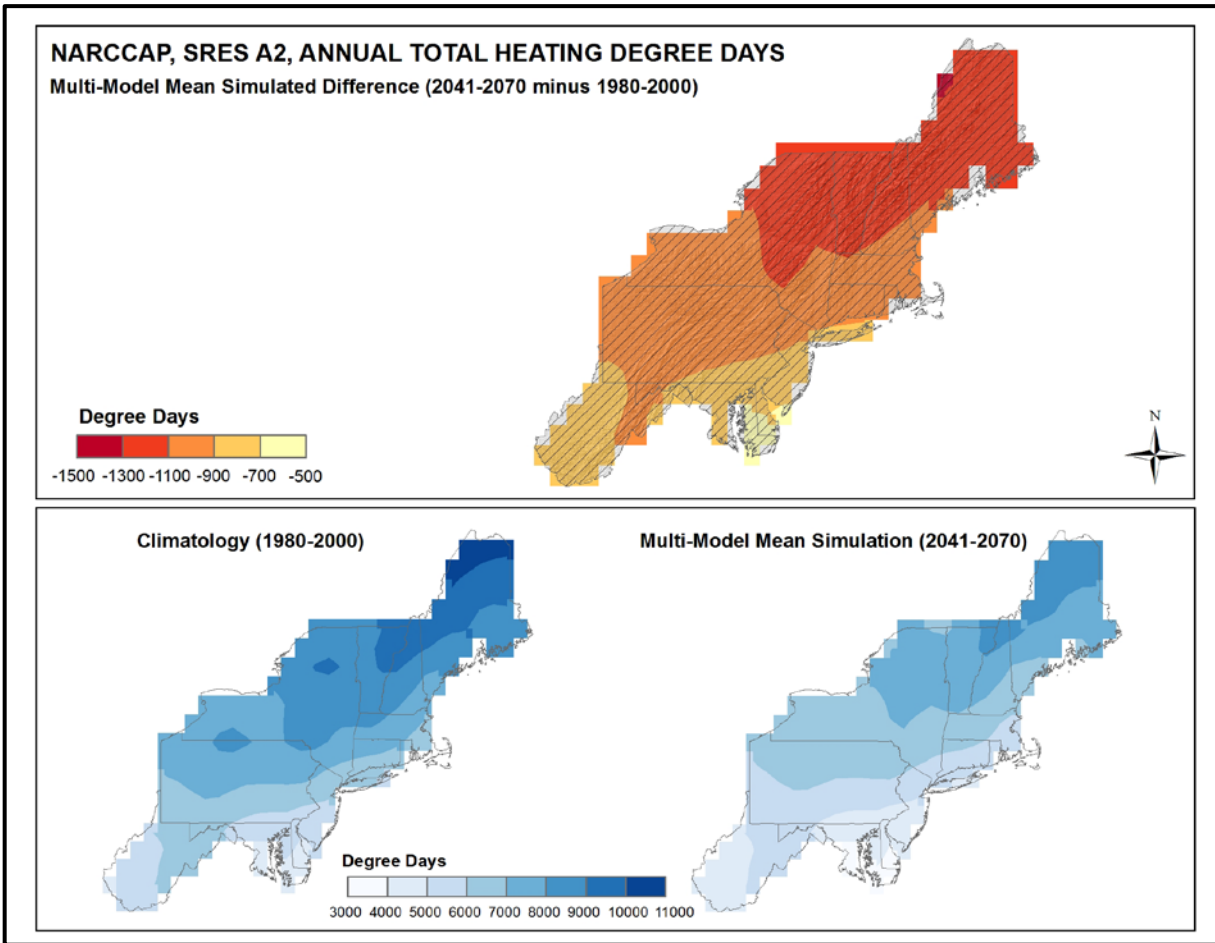 NARCCAP, SRES A2, ANNUAL TOTAL HEATING DEGREE DAYS
Multi-Model Mean Simulated Difference (2041-2070 minus 1980-2000)
Degree Days
-1500 -1300 -1100 -900 -700 -500
N
Climatology (1980-2000)
Multi-Model Mean Simulation (2041-2070)
Degree Days
3000 4000 5000 6000 7000 8000 9000 10000 11000